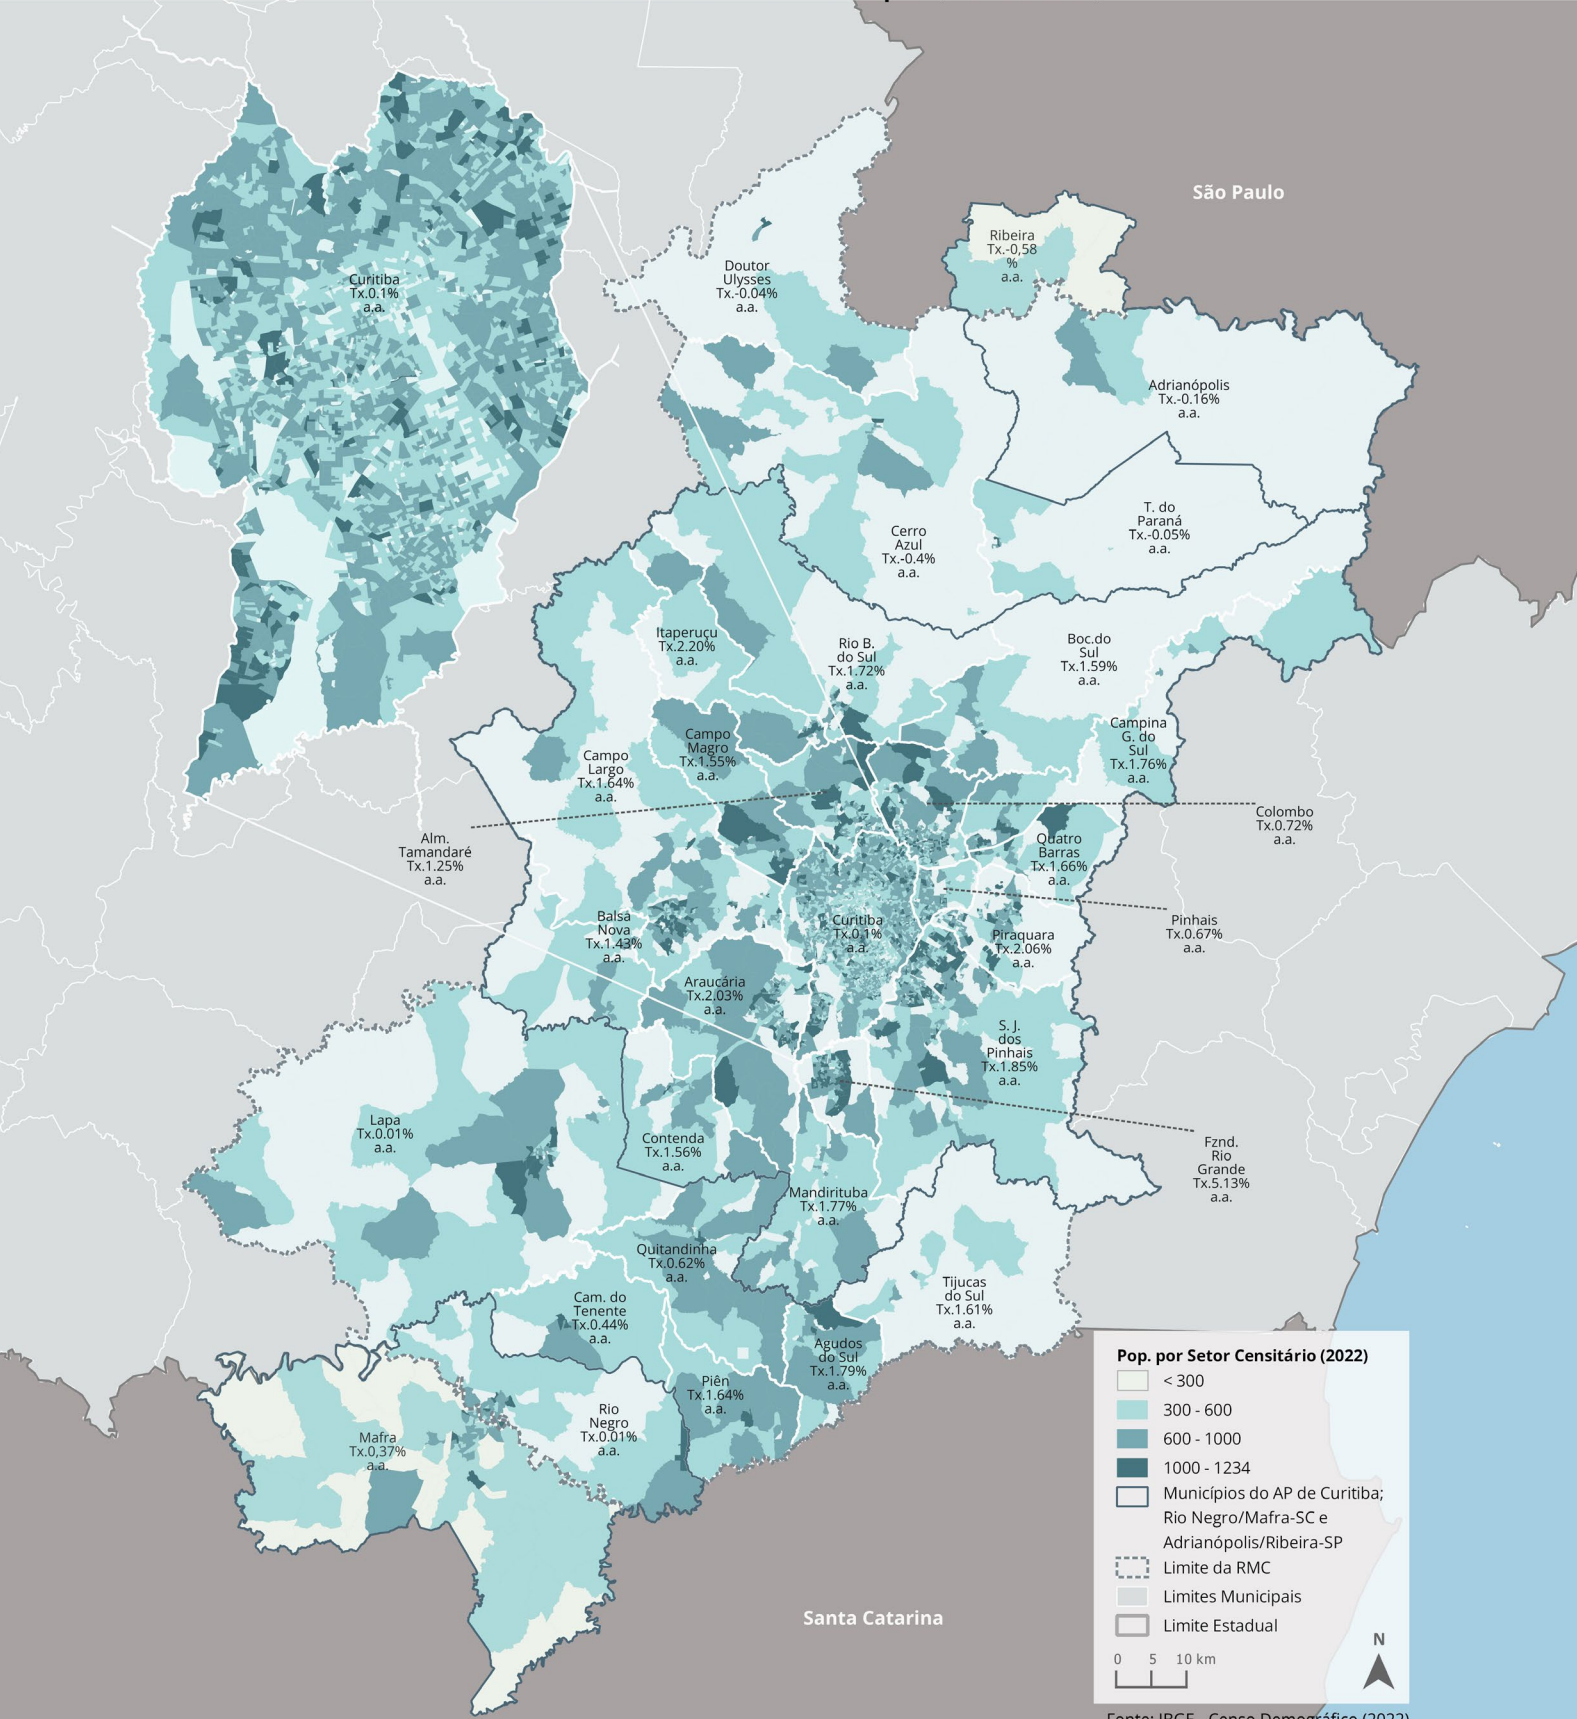 São Paulo
Ribeira
Tx.-0,58
%
a.a.
Doutor
Ulysses
Tx.-0.04%
a.a.
Curitiba
Tx.0.1%
a.a.
Adrianópolis
Tx.-0.16%
a.a.
T. do
Paraná
Tx.-0.05%
a.a.
Cerro
Azul
Tx.-0.4%
a.a.
Itaperuçu
Tx.2.20%
a.a.
Rio B.
do Sul
Tx.1.72%
a.a.
Boc.do
Sul
Tx.1.59%
a.a.
Campina
G. do
Sul
Tx.1.76%
a.a.
Campo
Magro
Tx.1.55%
a.a.
Campo
Largo
Tx.1.64%
a.a.
Colombo
Tx.0.72%
a.a.
Alm.
Tamandaré
Tx.1.25%
a.a.
Quatro
Barras
Tx.1.66%
a.a.
Balsa
Nova
Tx.1.43%
a.a.
Curitiba
Tx.0.1%
a.a.
Piraquara
Tx.2.06%
a.a.
Pinhais
Tx.0.67%
a.a.
Araucária
Tx.2.03%
a.a.
S. J.
dos
Pinhais
Tx.1.85%
a.a.
Lapa
Tx.0.01%
a.a.
Contenda
Tx.1.56%
a.a.
Fznd.
Rio
Grande
Tx.5.13%
a.a.
Mandirituba
Tx.1.77%
a.a.
Quitandinha
Tx.0.62%
a.a.
Tijucas
do Sul
Tx.1.61%
a.a.
Cam. do
Tenente
Tx.0.44%
a.a.
Agudos
do Sul
Tx.1.79%
a.a.
Piên
Tx.1.64%
a.a.
Rio
Negro
Tx.0.01%
a.a.
Mafra
Tx.0,37%
a.a.
Santa Catarina
Pop. por Setor Censitário (2022)
< 300
300 - 600
600 - 1000
1000 - 1234
Municípios do AP de Curitiba;
Rio Negro/Mafra-SC e
Adrianópolis/Ribeira-SP
Limite da RMC
Limites Municipais
Limite Estadual
N
0 5 10 km
Fonte: IBGE - Censo Demográfico (2022)